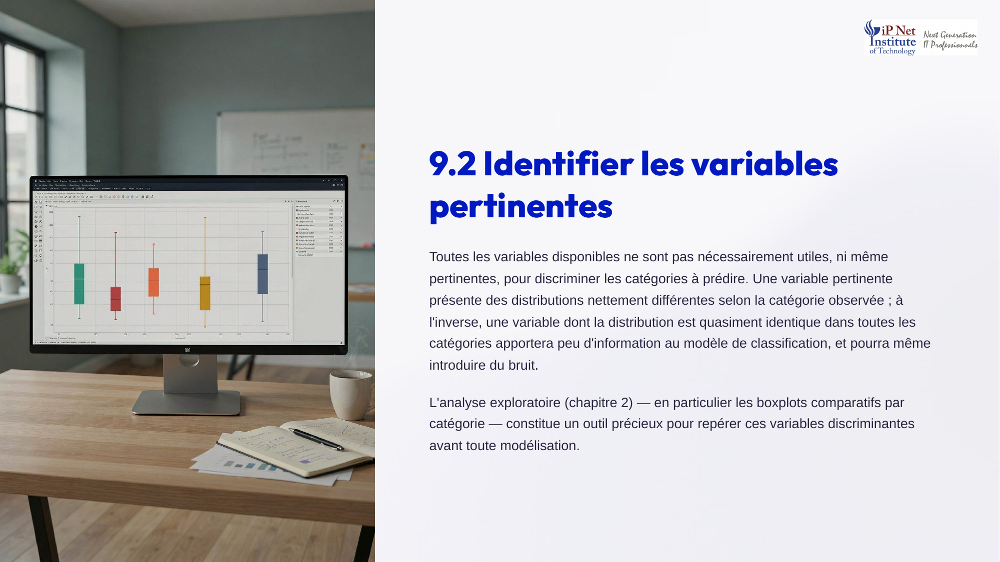 iP Net
Institute
of Technology
Next Generation
IT Professionnels
9.2 Identifier les variables
pertinentes
Toutes les variables disponibles ne sont pas nécessairement utiles, ni même
pertinentes, pour discriminer les catégories à prédire. Une variable pertinente
présente des distributions nettement différentes selon la catégorie observée ; à
l'inverse, une variable dont la distribution est quasiment identique dans toutes les
catégories apportera peu d'information au modèle de classification, et pourra même
introduire du bruit.
L'analyse exploratoire (chapitre 2) — en particulier les boxplots comparatifs par
catégorie — constitue un outil précieux pour repérer ces variables discriminantes
avant toute modélisation.